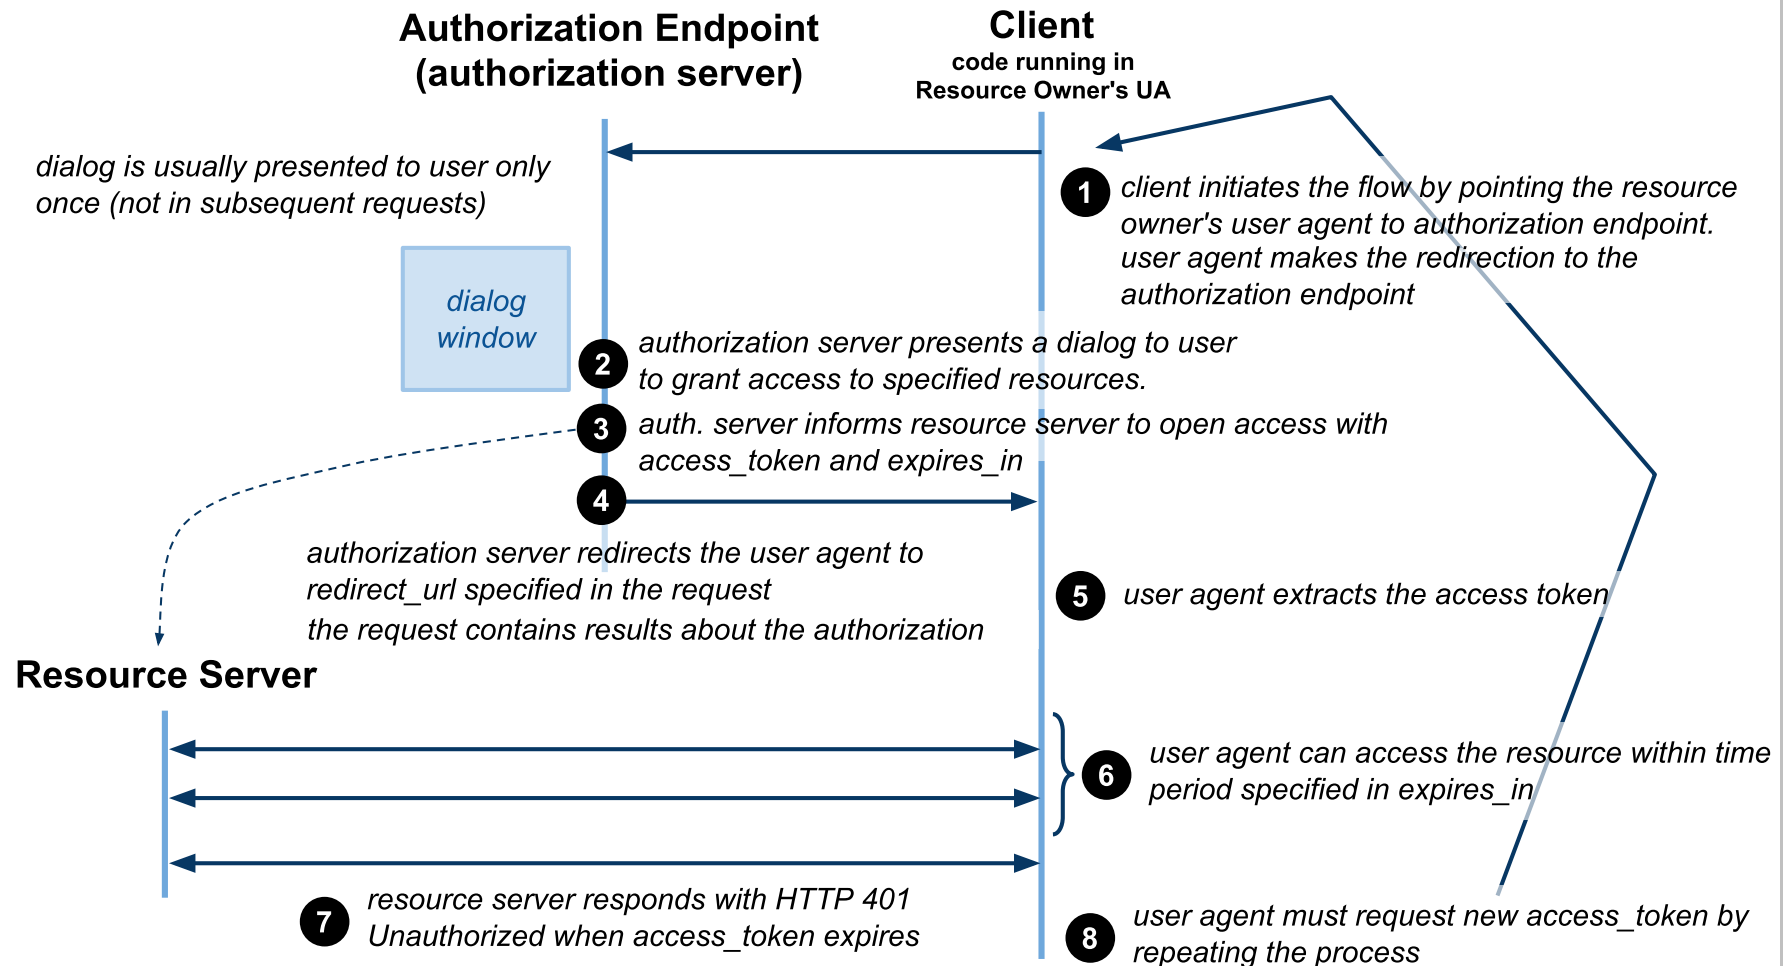 Authorization Endpoint
(authorization server)
Client
code running in
Resource Owner's UA
dialog is usually presented to user only
once (not in subsequent requests)
1
client initiates the flow by pointing the resource
owner's user agent to authorization endpoint.
user agent makes the redirection to the
authorization endpoint
dialog
window
2
authorization server presents a dialog to user
to grant access to specified resources.
3
auth. server informs resource server to open access with
access_token and expires_in
4
authorization server redirects the user agent to
redirect_url specified in the request
the request contains results about the authorization
5
user agent extracts the access token
Resource Server
6
user agent can access the resource within time
period specified in expires_in
7
resource server responds with HTTP 401
Unauthorized when access_token expires
8
user agent must request new access_token by
repeating the process